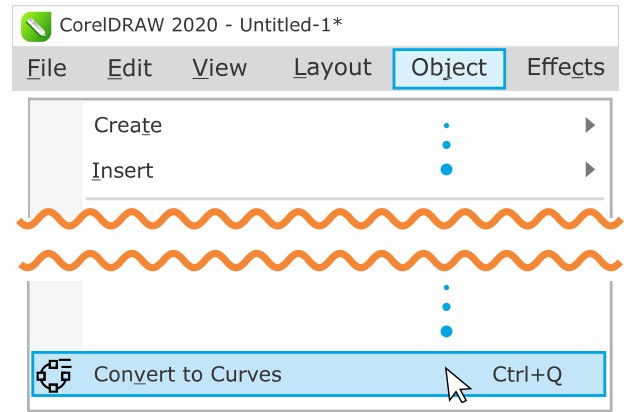 CorelDRAW 2020 - Untitled-1*
File Edit View Layout Object Effects
Create
Insert
Convert to Curves Ctrl+Q